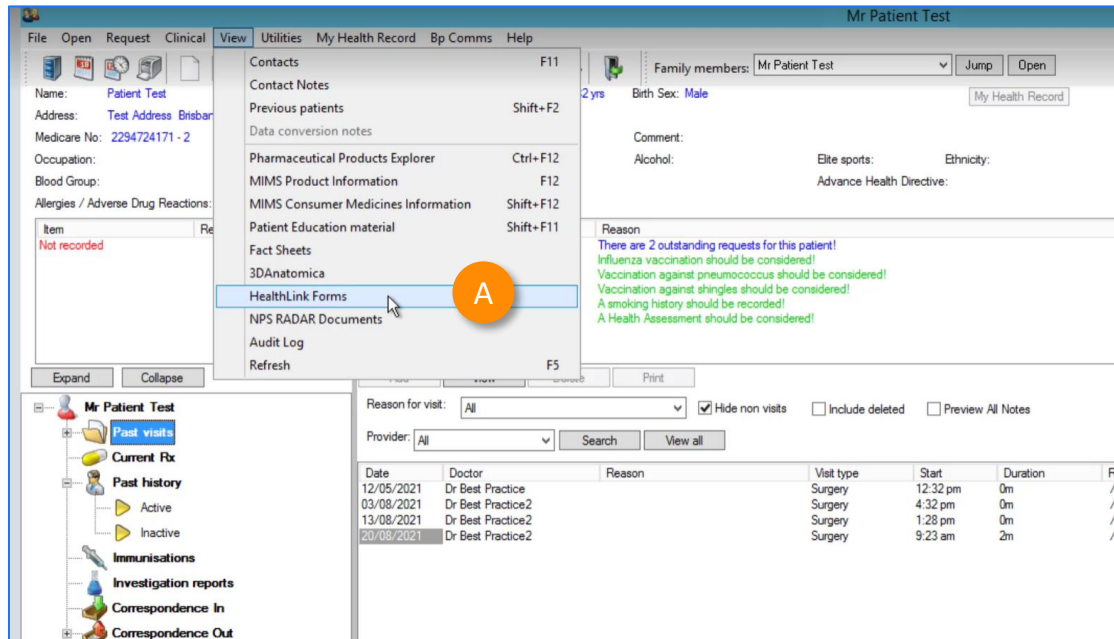 Mr Patient Test
File Open Request Clinical View Utilities My Health Record Bp Comms Help
Contacts F11
Contact Notes
Previous patients Shift+F2
Data conversion notes
Pharmaceutical Products Explorer Ctrl+F12
MIMS Product Information F12
MIMS Consumer Medicines Information Shift+F12
Patient Education material Shift+F11
Fact Sheets
3DAnatomica
HealthLink Forms
A
NPS RADAR Documents
Audit Log
Refresh F5
Family members: Mr Patient Test Jump Open
Name: Patient Test
2 yrs Birth Sex: Male
My Health Record
Address: Test Address Brisbar
Medicare No: 2294724171 - 2
Comment:
Occupation:
Alcohol: Elite sports: Ethnicity:
Blood Group:
Advance Health Directive:
Allergies / Adverse Drug Reactions:
Item Re
Not recorded
Reason
There are 2 outstanding requests for this patient!
Influenza vaccination should be considered!
Vaccination against pneumococcus should be considered!
Vaccination against shingles should be considered!
A smoking history should be recorded!
A Health Assessment should be considered!
Expand Collapse
Print
Mr Patient Test
Past visits
Current Rx
Past history
Active
Inactive
Immunisations
Investigation reports
Correspondence In
Correspondence Out
Reason for visit: All Hide non visits Include deleted Preview All Notes
Provider: All Search View all
Date Doctor Reason Visit type Start Duration
12/05/2021 Dr Best Practice Surgery 12:32 pm 0m
03/08/2021 Dr Best Practice2 Surgery 4:32 pm 0m
13/08/2021 Dr Best Practice2 Surgery 1:28 pm 0m
20/08/2021 Dr Best Practice2 Surgery 9:23 am 2m